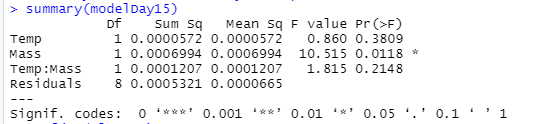 > summary(modelDay15)
Df Sum Sq Mean Sq F value Pr(>F)
Temp 1 0.0000572 0.0000572 0.860 0.3809
Mass 1 0.0006994 0.0006994 10.515 0.0118 *
Temp:Mass 1 0.0001207 0.0001207 1.815 0.2148
Residuals 8 0.0005321 0.0000665
---
Signif. codes: 0 ‘***’ 0.001 ‘**’ 0.01 ‘*’ 0.05 ‘.’ 0.1 ‘ ’ 1